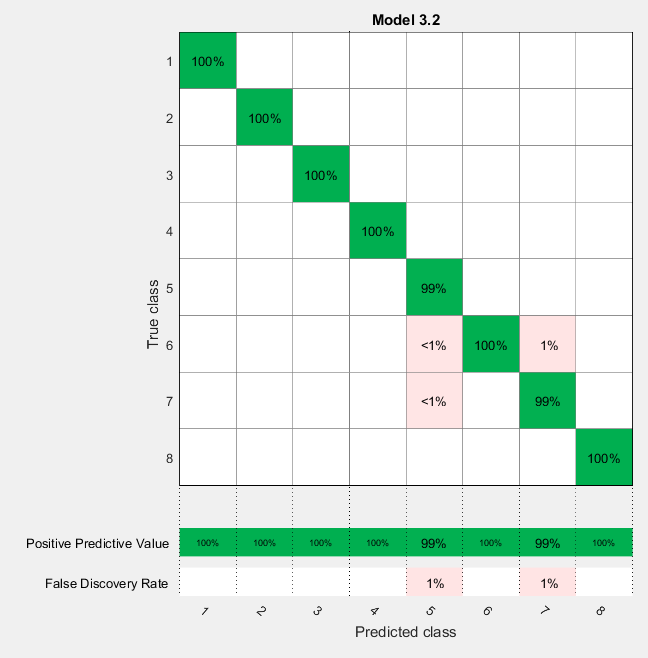 Model 3.2
1 100%
2 100%
3 100%
4 100%
5 99%
True class
6 <1% 100% 1%
7 <1% 99%
8 100%
Positive Predictive Value 100% 100% 100% 100% 99% 100% 99% 100%
False Discovery Rate 1% 1%
1 2 3 4 5 6 7 8
Predicted class